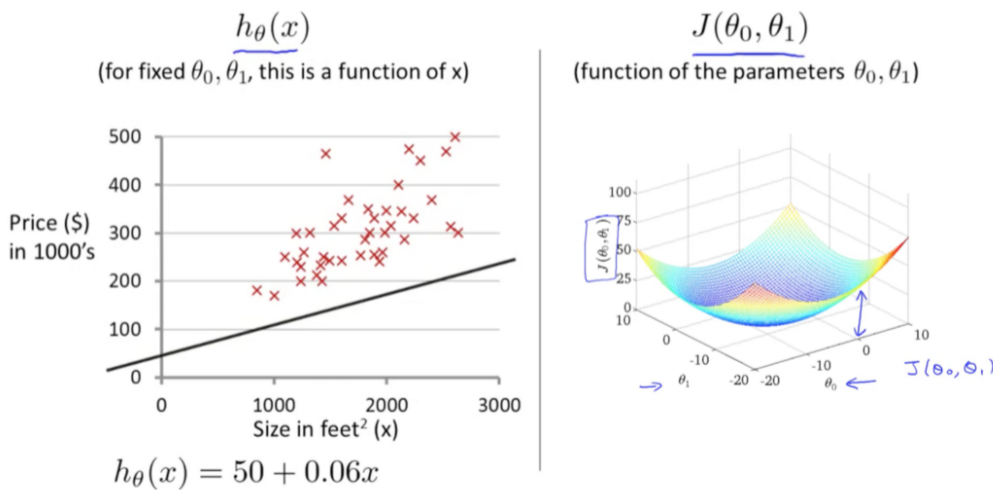 hθ(x)
(for fixed θ₀, θ₁, this is a function of x)
Price ($)
in 1000's
500
400
300
200
100
0
0 1000 2000 3000
Size in feet² (x)
hθ(x) = 50 + 0.06x
J(θ₀, θ₁)
(function of the parameters θ₀, θ₁)
J(θ₀,θ₁)
100
75
50
25
0
10 0 -10 -20
θ₁
-20 -10 0 10
θ₀
J(θ₀, θ₁)